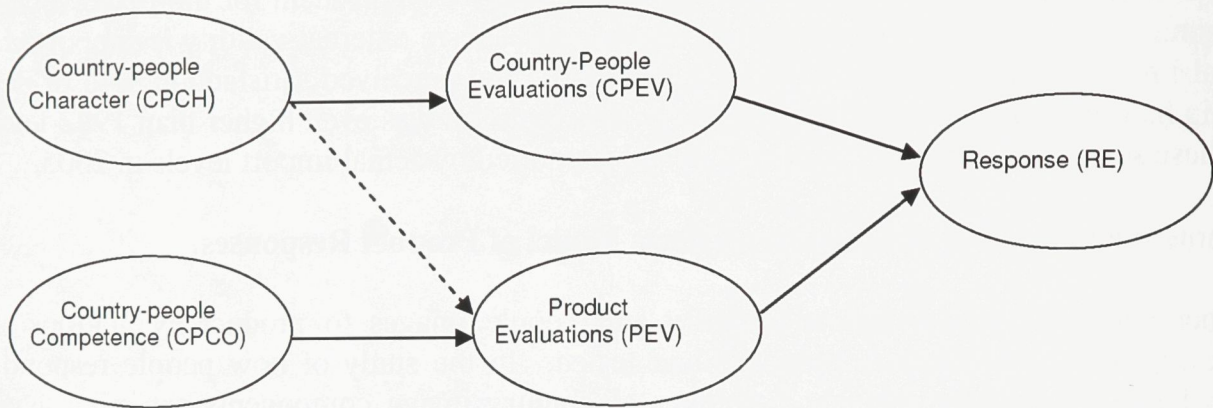 Country-people
Character (CPCH)
Country-People
Evaluations (CPEV)
Response (RE)
Country-people
Competence (CPCO)
Product
Evaluations (PEV)